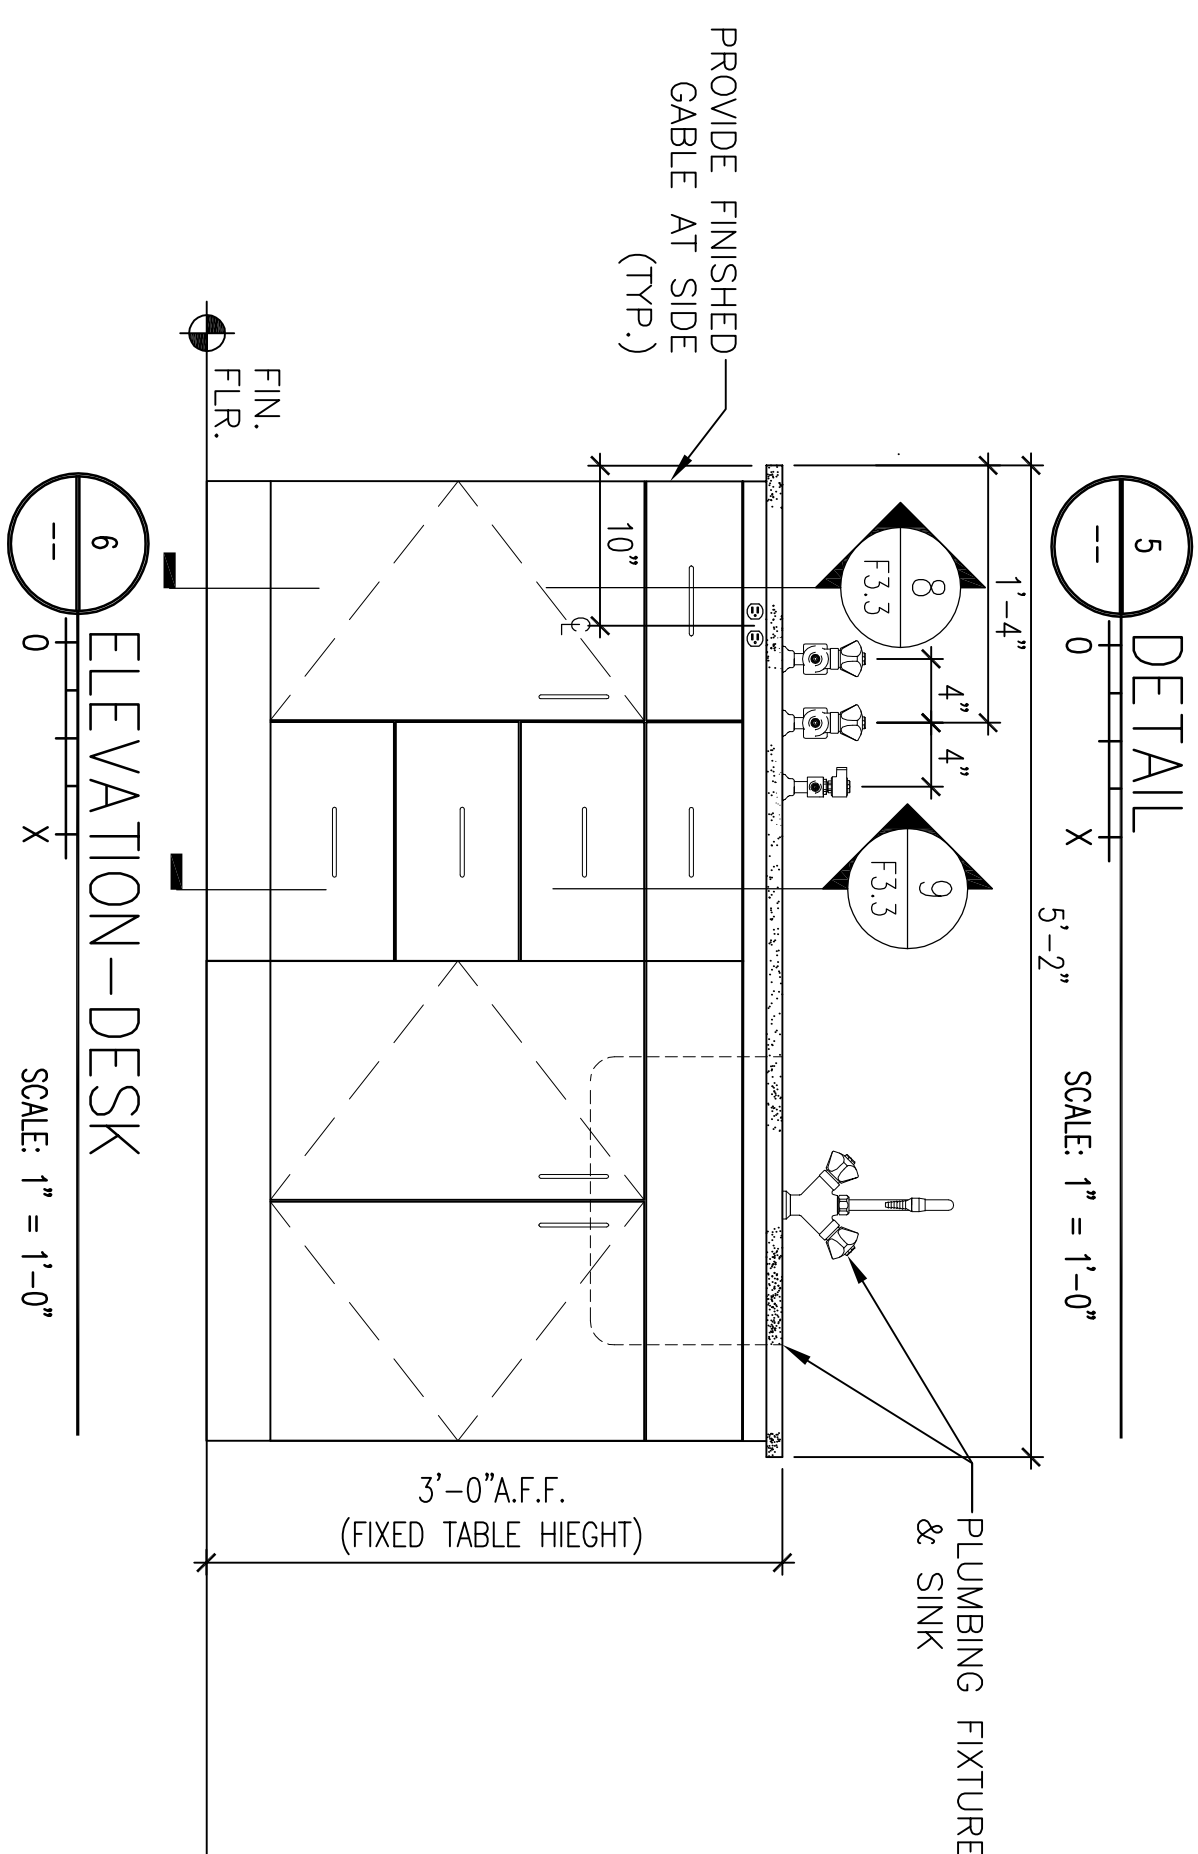 5
--
DETAIL
0
X
SCALE: 1" = 1'-0"
5'-2"
1'-4"
4"
4"
8
F3.3
9
F3.3
PLUMBING FIXTURE
& SINK
PROVIDE FINISHED
GABLE AT SIDE
(TYP.)
10"
CL
3'-0"A.F.F.
(FIXED TABLE HIEGHT)
FIN.
FLR.
6
--
ELEVATION-DESK
0
X
SCALE: 1" = 1'-0"